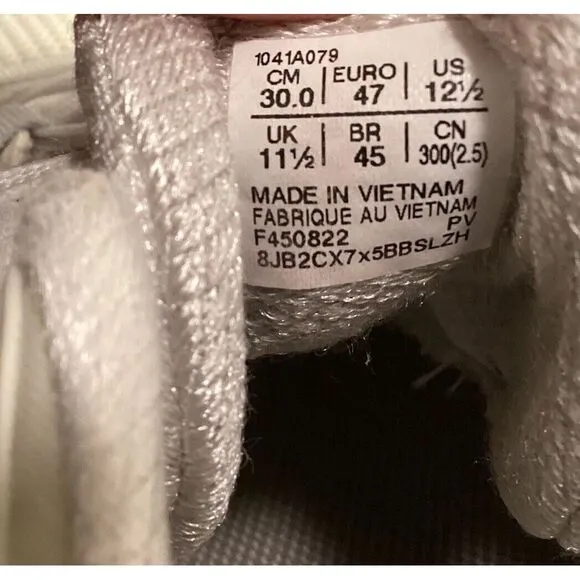 1041A079
CM | EURO | US
30.0 | 47 | 12½
UK | BR | CN
11½ | 45 | 300(2.5)
MADE IN VIETNAM
FABRIQUE AU VIETNAM
F450822 PV
8JB2CX7x5BBSLZH